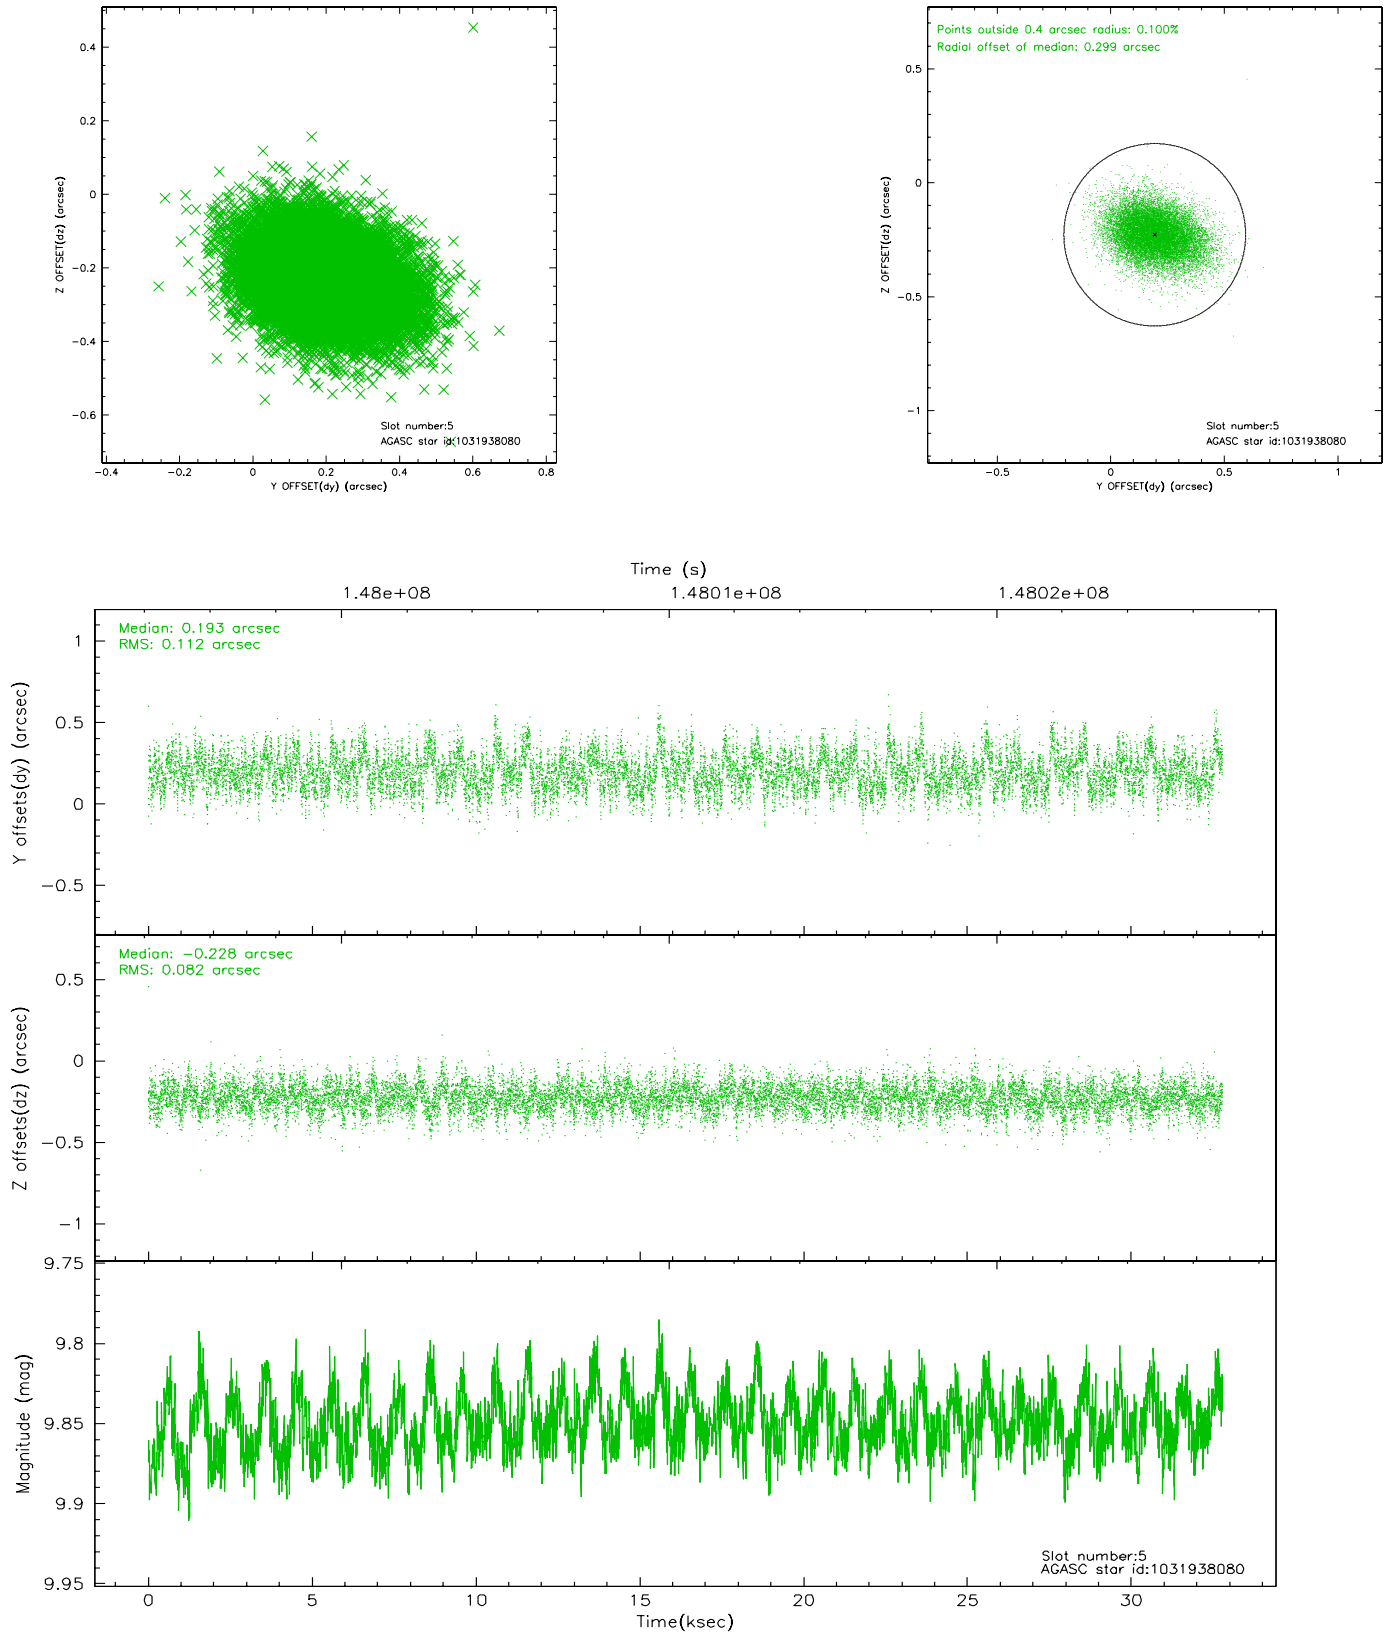 0.4
0.2
0
−0.2
−0.4
−0.6
Z OFFSET(dz) (arcsec)
−0.4 −0.2 0 0.2 0.4 0.6 0.8
Y OFFSET(dy) (arcsec)
Slot number:5
AGASC star id:1031938080
Points outside 0.4 arcsec radius: 0.100%
Radial offset of median: 0.299 arcsec
0.5
0
−0.5
−1
Z OFFSET(dz) (arcsec)
−0.5 0 0.5 1
Y OFFSET(dy) (arcsec)
Slot number:5
AGASC star id:1031938080
Time (s)
1.48e+08 1.4801e+08 1.4802e+08
Median: 0.193 arcsec
RMS: 0.112 arcsec
1
0.5
0
−0.5
Y offsets(dy) (arcsec)
Median: −0.228 arcsec
RMS: 0.082 arcsec
0.5
0
−0.5
−1
Z offsets(dz) (arcsec)
9.75
9.8
9.85
9.9
9.95
Magnitude (mag)
Slot number:5
AGASC star id:1031938080
0 5 10 15 20 25 30
Time(ksec)